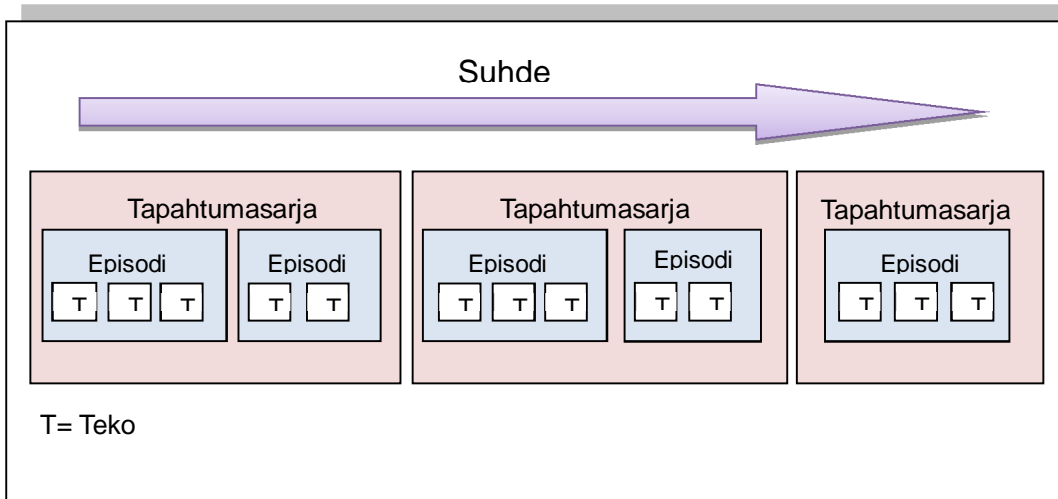 Suhde
Tapahtumasarja Tapahtumasarja Tapahtumasarja
Episodi Episodi Episodi Episodi Episodi
T T T T T T T T T T T T T
T= Teko